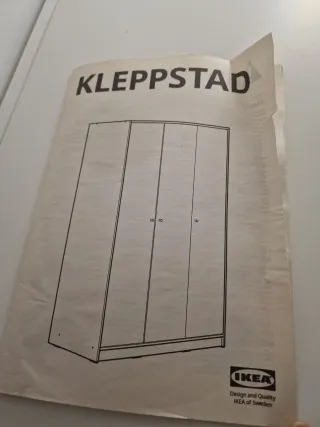 KLEPPSTAD
IKEA
Design and Quality
IKEA of Sweden